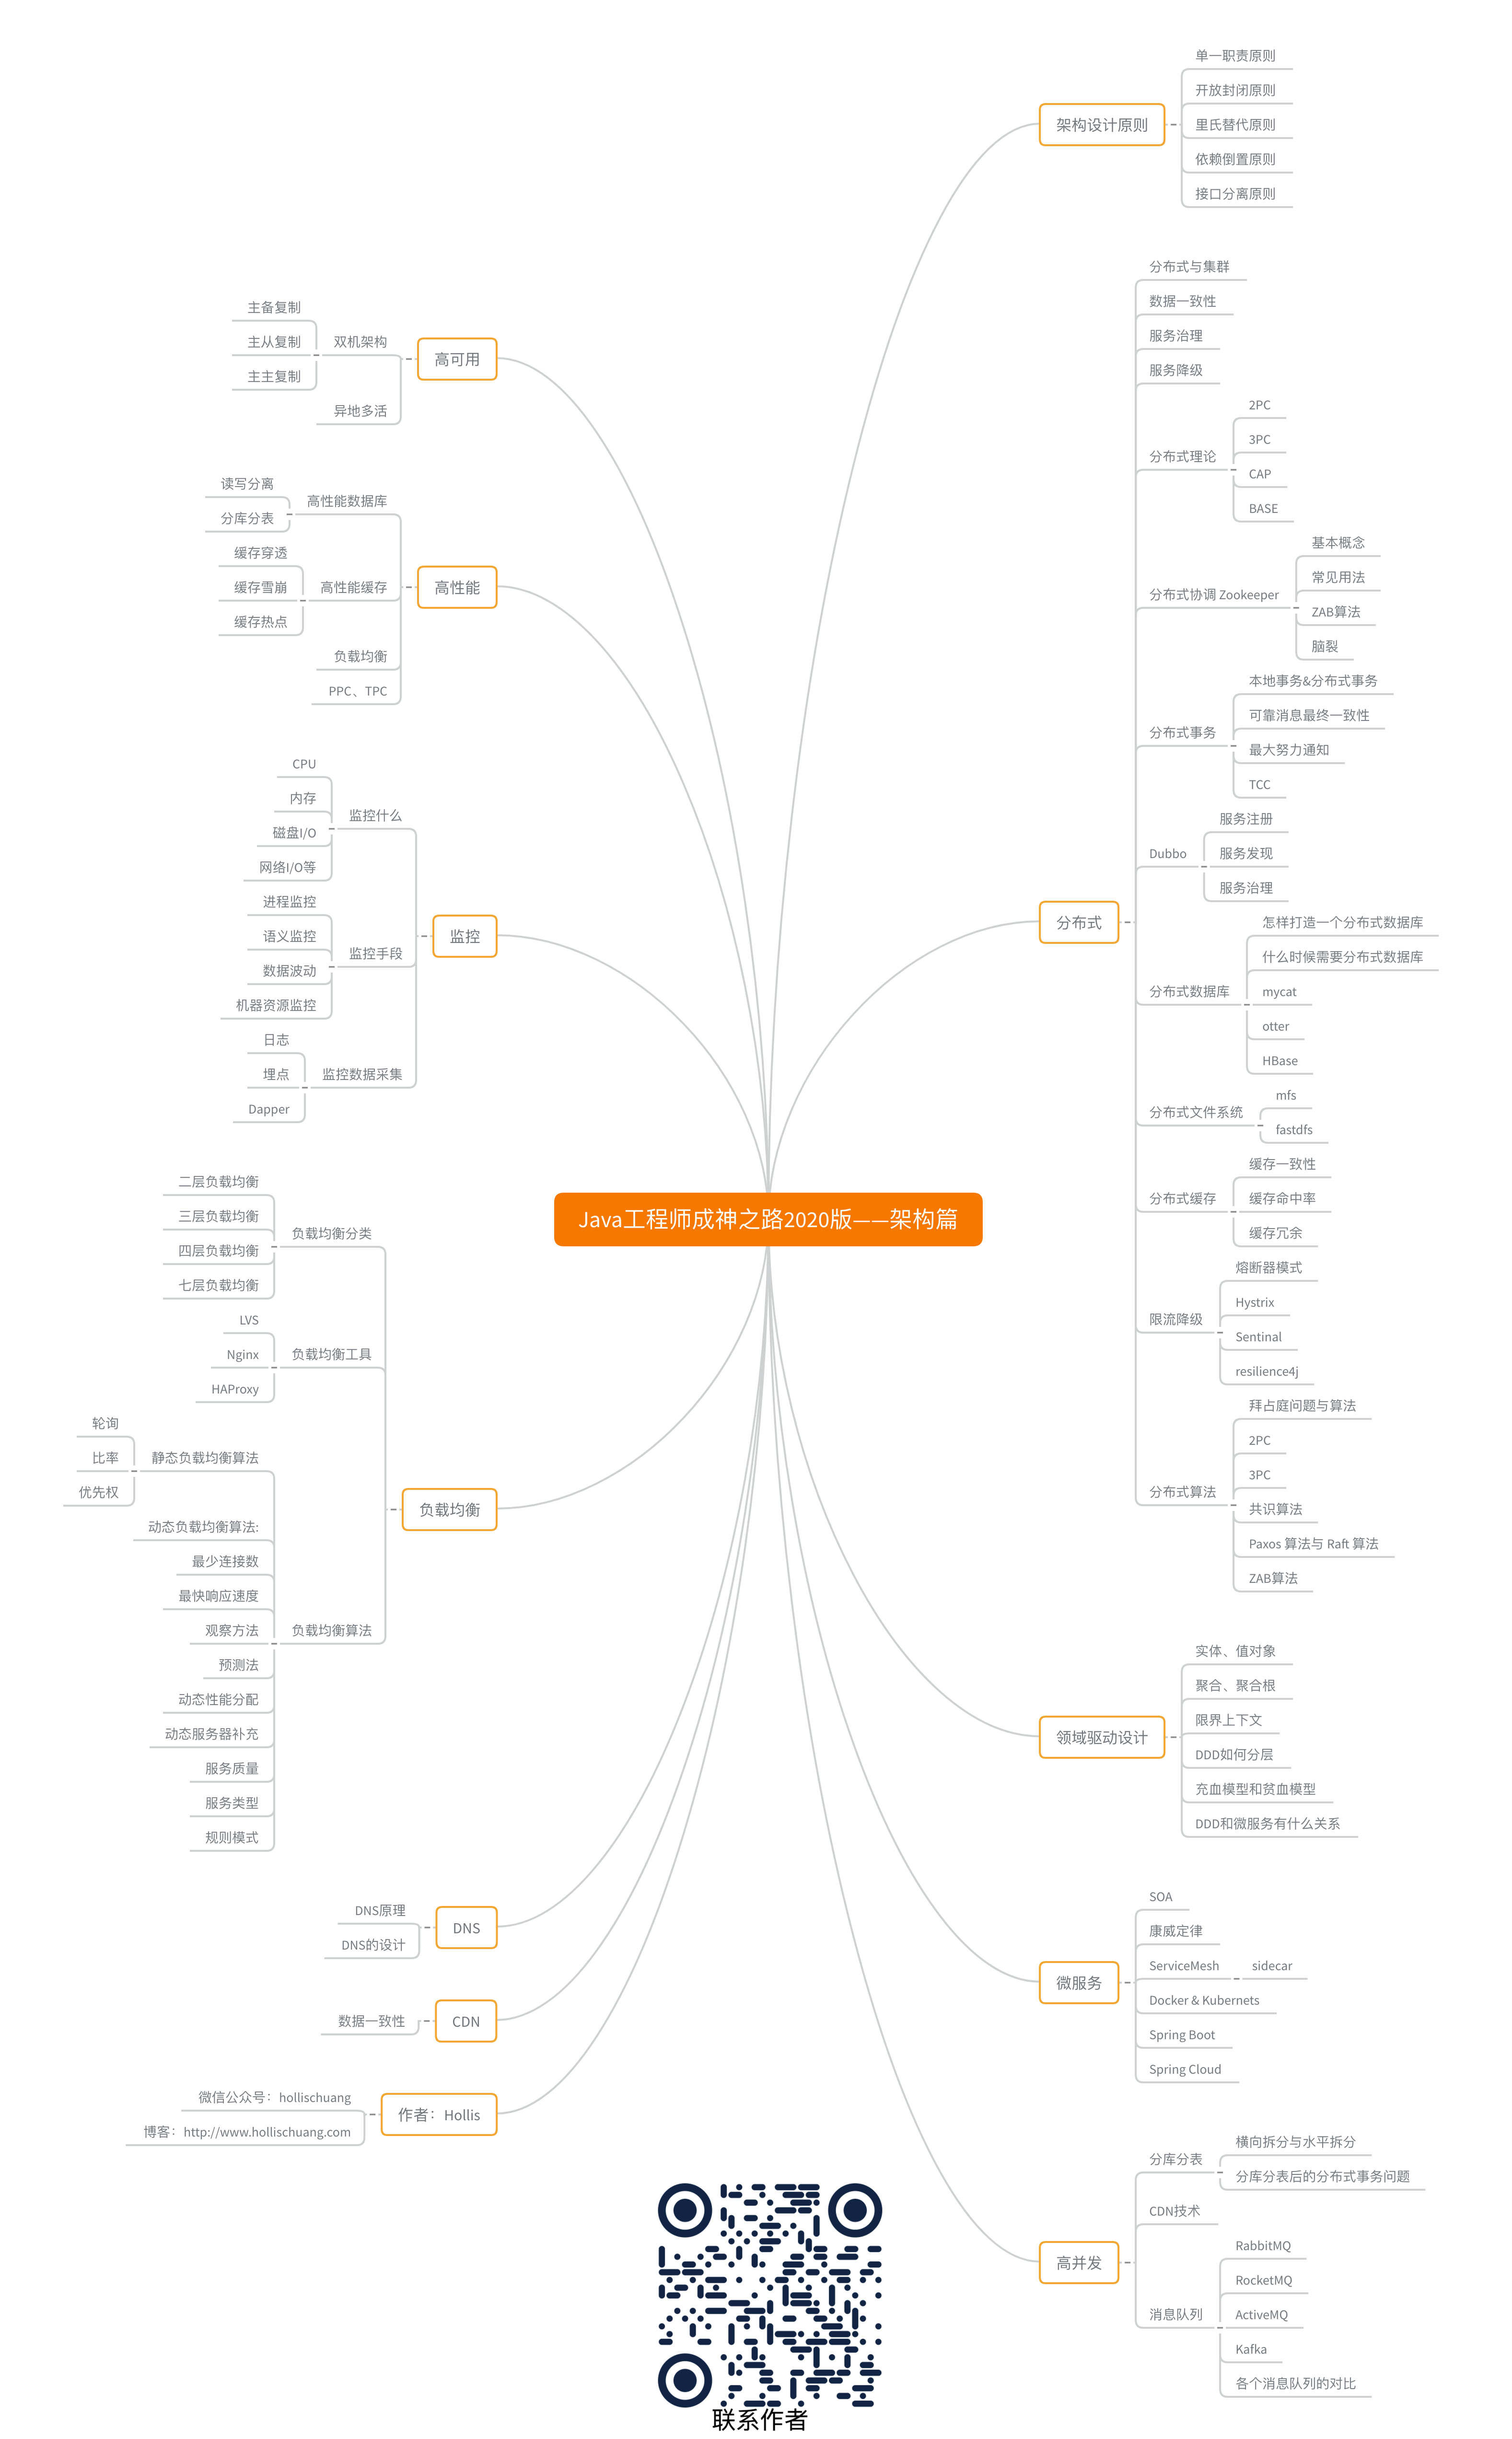 Java工程师成神之路2020版——架构篇
架构设计原则
单一职责原则
开放封闭原则
里氏替代原则
依赖倒置原则
接口分离原则
分布式
分布式与集群
数据一致性
服务治理
服务降级
分布式理论
2PC
3PC
CAP
BASE
分布式协调 Zookeeper
基本概念
常见用法
ZAB算法
脑裂
分布式事务
本地事务&分布式事务
可靠消息最终一致性
最大努力通知
TCC
Dubbo
服务注册
服务发现
服务治理
分布式数据库
怎样打造一个分布式数据库
什么时候需要分布式数据库
mycat
otter
HBase
分布式文件系统
mfs
fastdfs
分布式缓存
缓存一致性
缓存命中率
缓存冗余
限流降级
熔断器模式
Hystrix
Sentinal
resilience4j
分布式算法
拜占庭问题与算法
2PC
3PC
共识算法
Paxos 算法与 Raft 算法
ZAB算法
领域驱动设计
实体、值对象
聚合、聚合根
限界上下文
DDD如何分层
充血模型和贫血模型
DDD和微服务有什么关系
微服务
SOA
康威定律
ServiceMesh
sidecar
Docker & Kubernets
Spring Boot
Spring Cloud
高并发
分库分表
横向拆分与水平拆分
分库分表后的分布式事务问题
CDN技术
消息队列
RabbitMQ
RocketMQ
ActiveMQ
Kafka
各个消息队列的对比
高可用
双机架构
主备复制
主从复制
主主复制
异地多活
高性能
高性能数据库
读写分离
分库分表
高性能缓存
缓存穿透
缓存雪崩
缓存热点
负载均衡
PPC、TPC
监控
监控什么
CPU
内存
磁盘I/O
网络I/O等
监控手段
进程监控
语义监控
数据波动
机器资源监控
监控数据采集
日志
埋点
Dapper
负载均衡
负载均衡分类
二层负载均衡
三层负载均衡
四层负载均衡
七层负载均衡
负载均衡工具
LVS
Nginx
HAProxy
负载均衡算法
静态负载均衡算法
轮询
比率
优先权
动态负载均衡算法:
最少连接数
最快响应速度
观察方法
预测法
动态性能分配
动态服务器补充
服务质量
服务类型
规则模式
DNS
DNS原理
DNS的设计
CDN
数据一致性
作者：Hollis
微信公众号：hollischuang
博客：http://www.hollischuang.com
联系作者